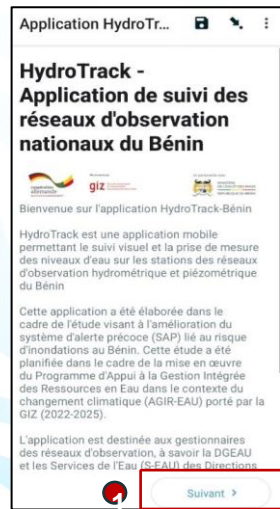 Application HydroTr...
HydroTrack -
Application de suivi des
réseaux d'observation
nationaux du Bénin
giz
Bienvenue sur l'application HydroTrack-Bénin
HydroTrack est une application mobile
permettant le suivi visuel et la prise de mesure
des niveaux d'eau sur les stations des réseaux
d'observation hydrométrique et piézométrique
du Bénin
Cette application a été élaborée dans le
cadre de l'étude visant à l'amélioration du
système d'alerte précoce (SAP) lié au risque
d'inondations au Bénin. Cette étude a été
planifiée dans le cadre de la mise en œuvre
du Programme d'Appui à la Gestion Intégrée
des Ressources en Eau dans le contexte du
changement climatique (AGIR-EAU) porté par la
GIZ (2022-2025).
L'application est destinée aux gestionnaires
des réseaux d'observation, à savoir la DGEAU
et les Services de l'Eau (S-EAU) des Directions
1
Suivant >